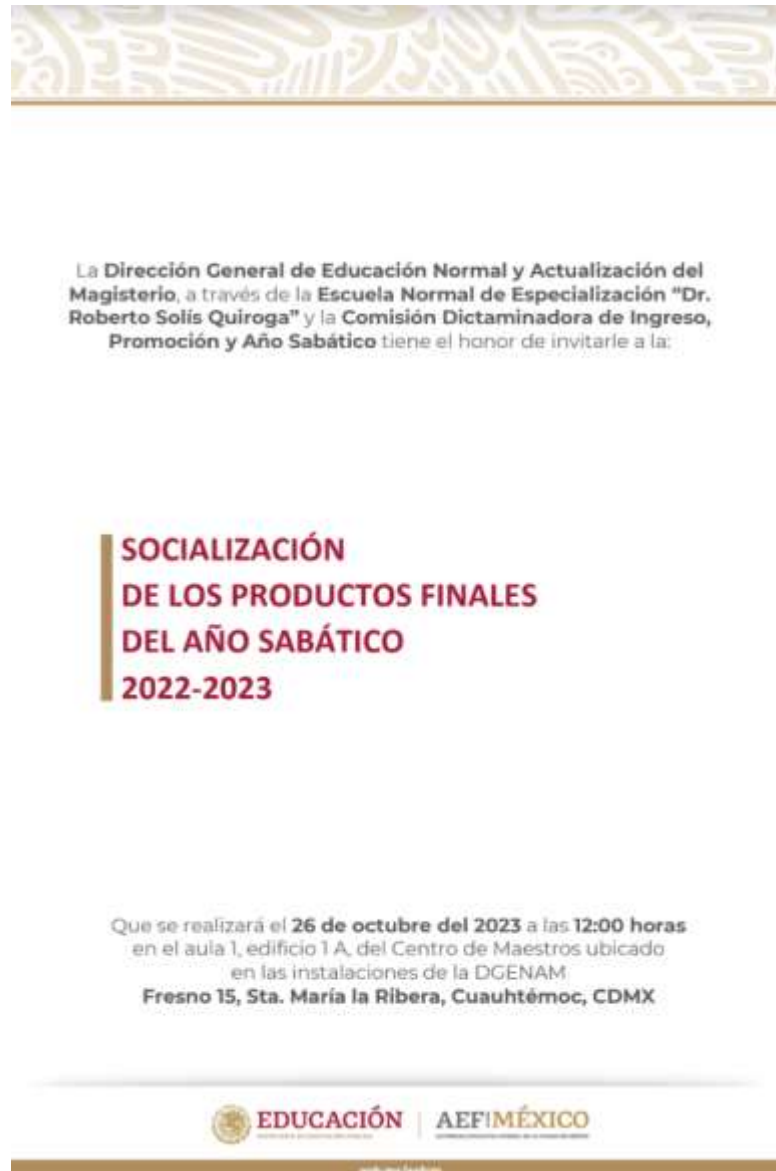 La Dirección General de Educación Normal y Actualización del
Magisterio, a través de la Escuela Normal de Especialización “Dr.
Roberto Solís Quiroga” y la Comisión Dictaminadora de Ingreso,
Promoción y Año Sabático tiene el honor de invitarle a la:
SOCIALIZACIÓN
DE LOS PRODUCTOS FINALES
DEL AÑO SABÁTICO
2022-2023
Que se realizará el 26 de octubre del 2023 a las 12:00 horas
en el aula 1, edificio 1 A, del Centro de Maestros ubicado
en las instalaciones de la DGENAM
Fresno 15, Sta. María la Ribera, Cuauhtémoc, CDMX
EDUCACIÓN
AEFMÉXICO